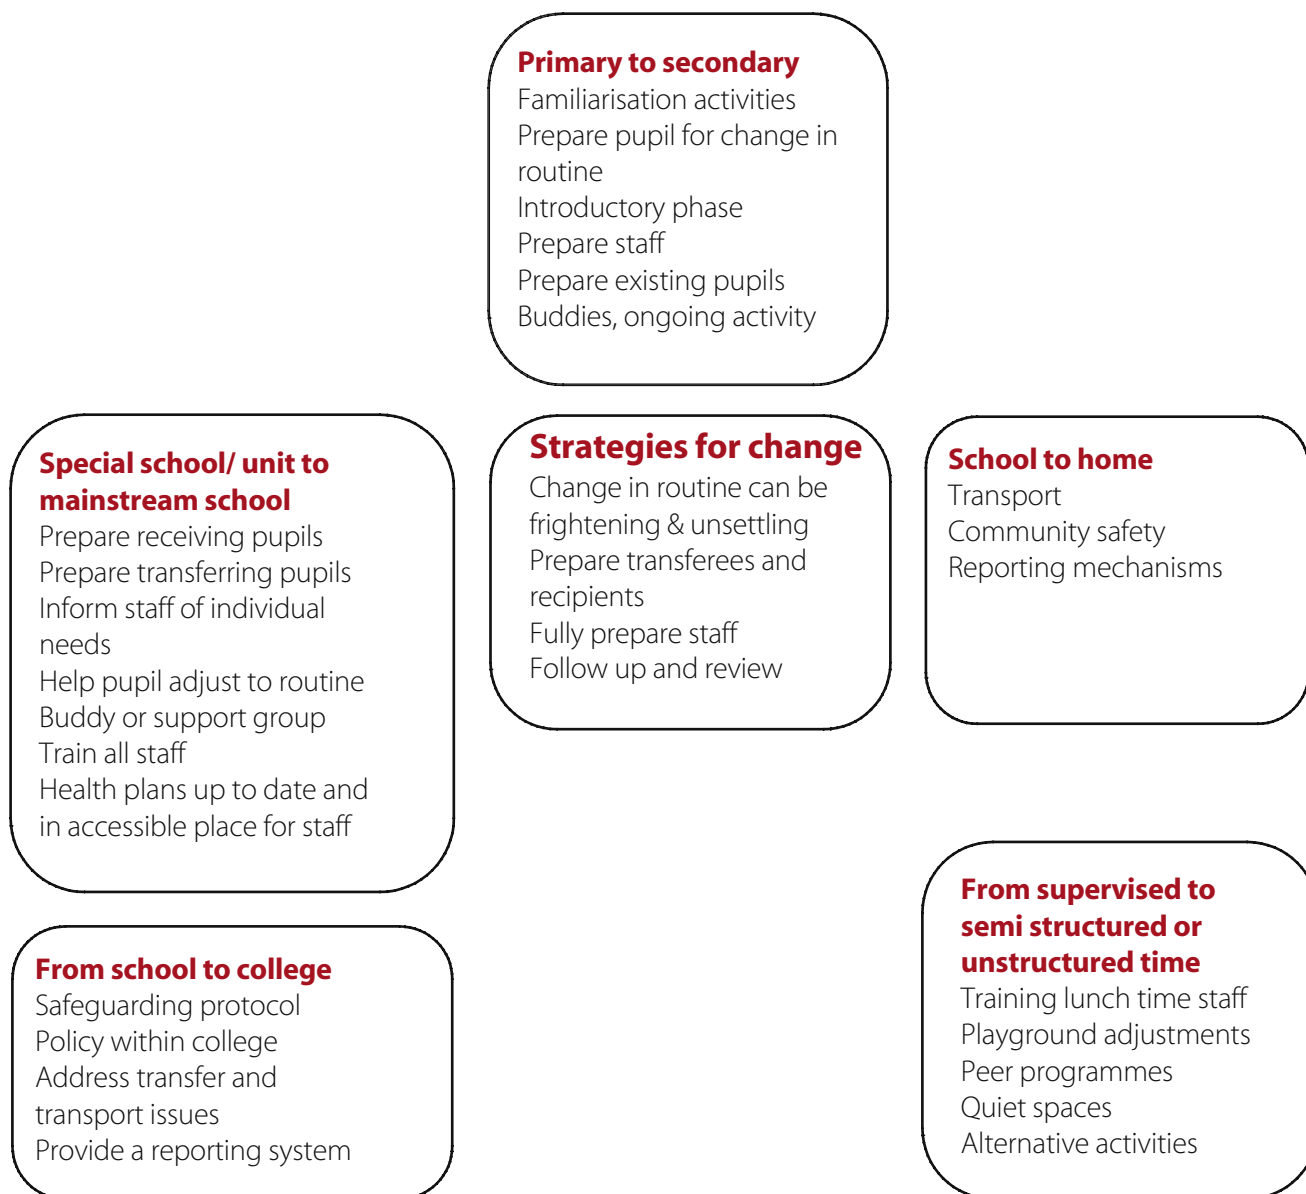 Primary to secondary
Familiarisation activities
Prepare pupil for change in
routine
Introductory phase
Prepare staff
Prepare existing pupils
Buddies, ongoing activity
Special school/ unit to
mainstream school
Prepare receiving pupils
Prepare transferring pupils
Inform staff of individual
needs
Help pupil adjust to routine
Buddy or support group
Train all staff
Health plans up to date and
in accessible place for staff
Strategies for change
Change in routine can be
frightening & unsettling
Prepare transferees and
recipients
Fully prepare staff
Follow up and review
School to home
Transport
Community safety
Reporting mechanisms
From school to college
Safeguarding protocol
Policy within college
Address transfer and
transport issues
Provide a reporting system
From supervised to
semi structured or
unstructured time
Training lunch time staff
Playground adjustments
Peer programmes
Quiet spaces
Alternative activities